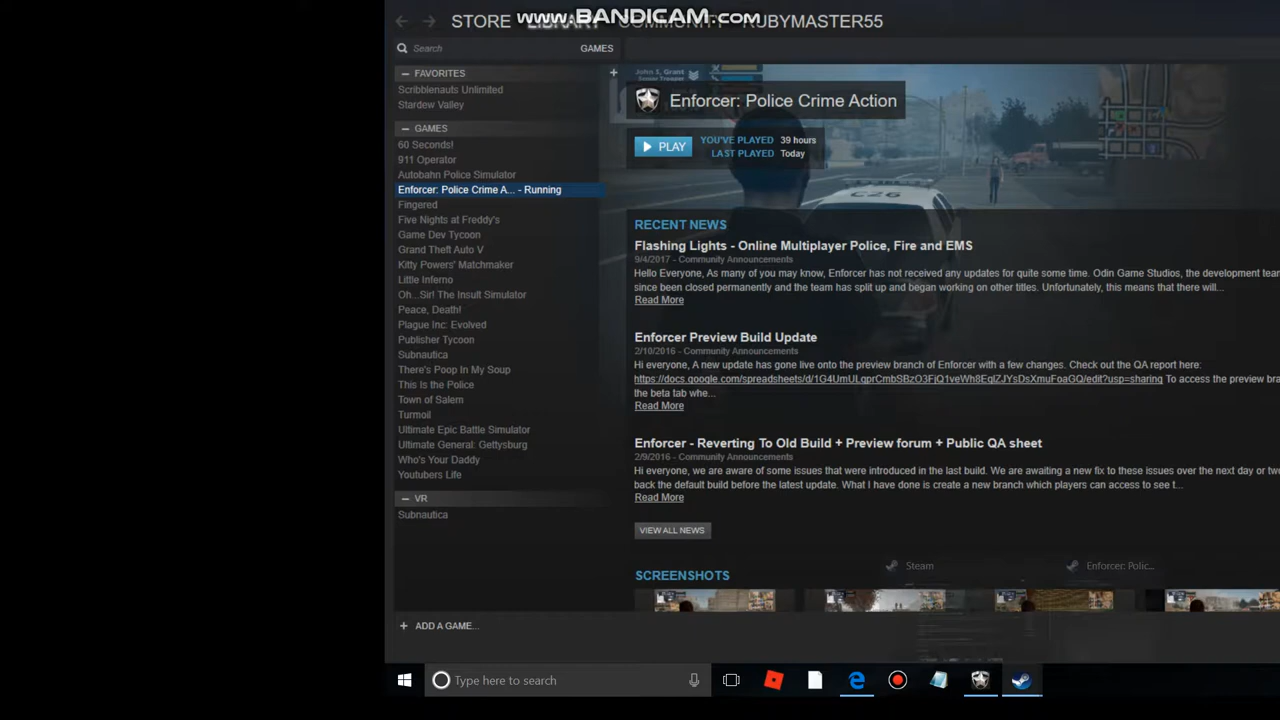 www.BANDICAM.com
STORE LIBRARY COMMUNITY RUBYMASTER55
Search GAMES
FAVORITES
Scribblenauts Unlimited
Stardew Valley
GAMES
60 Seconds!
911 Operator
Autobahn Police Simulator
Enforcer: Police Crime A... - Running
Fingered
Five Nights at Freddy's
Game Dev Tycoon
Grand Theft Auto V
Kitty Powers' Matchmaker
Little Inferno
Oh...Sir! The Insult Simulator
Peace, Death!
Plague Inc: Evolved
Publisher Tycoon
Subnautica
There's Poop In My Soup
This Is the Police
Town of Salem
Turmoil
Ultimate Epic Battle Simulator
Ultimate General: Gettysburg
Who's Your Daddy
Youtubers Life
VR
Subnautica
+ ADD A GAME...
John S. Grant
Senior Trooper
Enforcer: Police Crime Action
PLAY
YOU'VE PLAYED 39 hours
LAST PLAYED Today
C26
RECENT NEWS
Flashing Lights - Online Multiplayer Police, Fire and EMS
9/4/2017 - Community Announcements
Hello Everyone, As many of you may know, Enforcer has not received any updates for quite some time. Odin Game Studios, the development team
since been closed permanently and the team has split up and began working on other titles. Unfortunately, this means that there will...
Read More
Enforcer Preview Build Update
2/10/2016 - Community Announcements
Hi everyone, A new update has gone live onto the preview branch of Enforcer with a few changes. Check out the QA report here:
To access the preview bra
the beta tab whe...
Read More
Enforcer - Reverting To Old Build + Preview forum + Public QA sheet
2/9/2016 - Community Announcements
Hi everyone, we are aware of some issues that were introduced in the last build. We are awaiting a new fix to these issues over the next day or two
back the default build before the latest update. What I have done is create a new branch which players can access to see t...
Read More
VIEW ALL NEWS
Steam Enforcer: Polic...
SCREENSHOTS
Type here to search